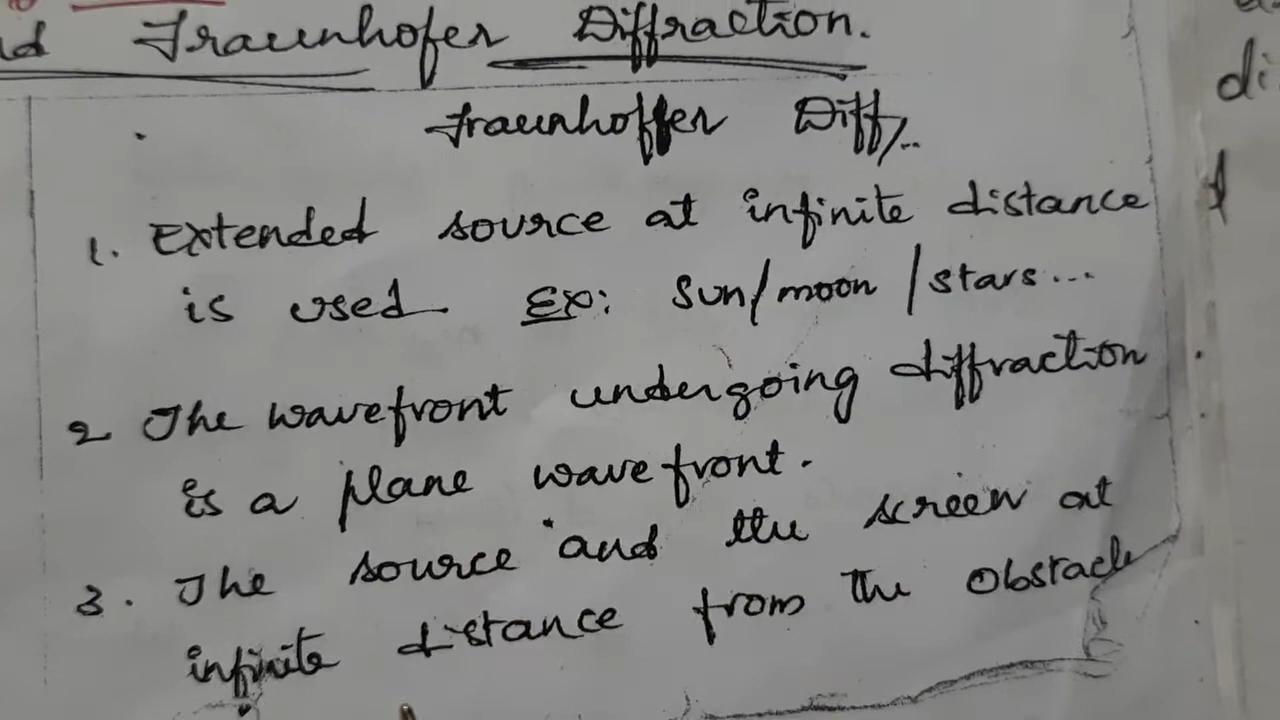 Fraunhofer Diffraction.
Fraunhoffer Diff...
1. Extended source at infinite distance
is used Ex: Sun/moon/stars...
2 The wavefront undergoing diffraction
is a plane wavefront.
3. The source and the screen at
infinite distance from the obstacle